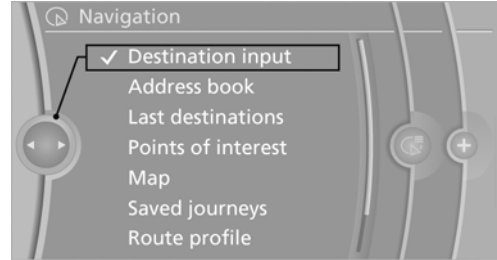 Navigation
Destination input
Address book
Last destinations
Points of interest
Map
Saved journeys
Route profile